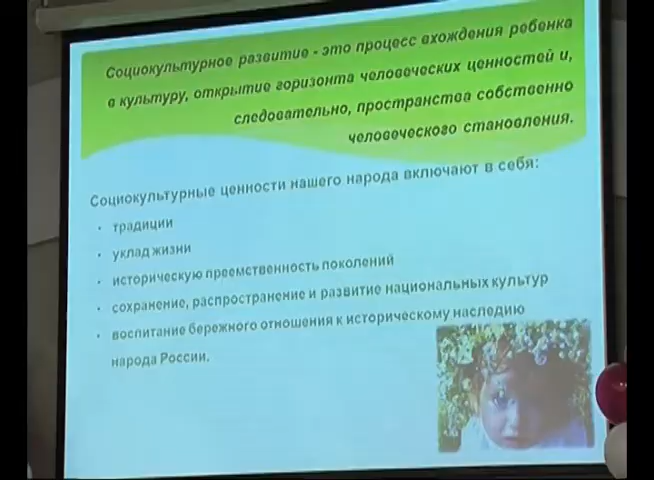 Социокультурное развитие - это процесс вхождения ребенка
в культуру, открытие горизонта человеческих ценностей и,
следовательно, пространства собственно
человеческого становления.
Социокультурные ценности нашего народа включают в себя:
• традиции
• уклад жизни
• историческую преемственность поколений
• сохранение, распространение и развитие национальных культур
• воспитание бережного отношения к историческому наследию
народа России.